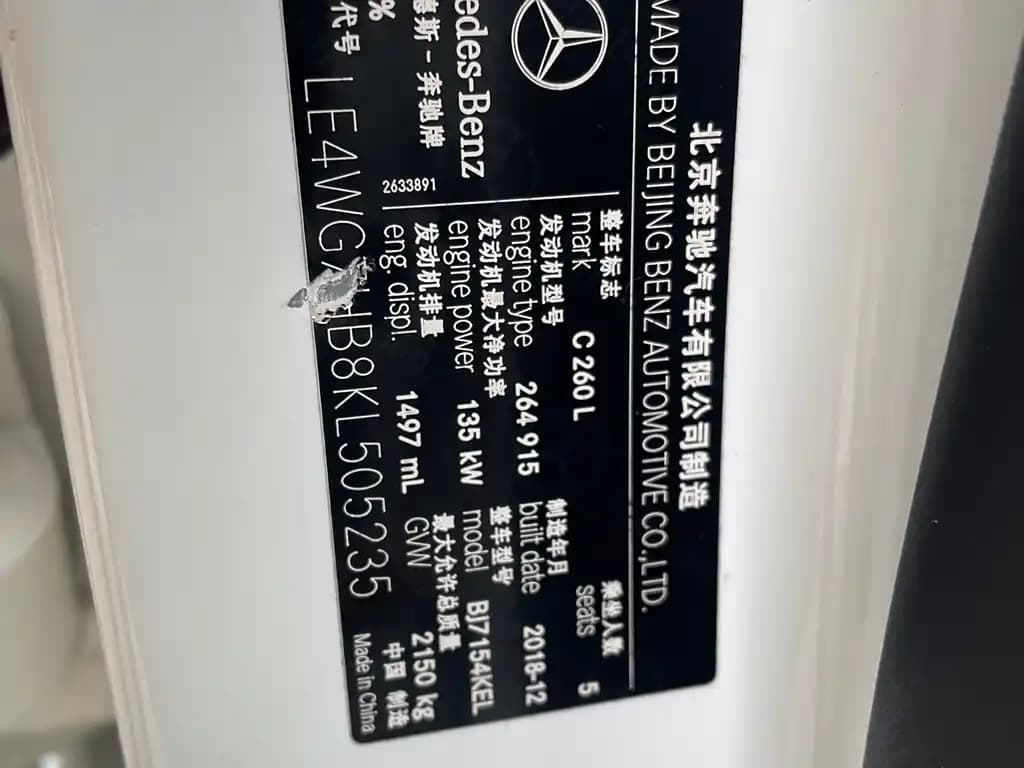 北京奔驰汽车有限公司制造
MADE BY BEIJING BENZ AUTOMOTIVE CO.,LTD.
edes-Benz
德斯－奔驰牌
2633891
整车标志
mark C 260 L
乘坐人数
seats 5
发动机型号
engine type 264 915
制造年月
built date 2018-12
发动机最大净功率
engine power 135 kW
整车型号
model BJ7154KEL
发动机排量
eng. displ. 1497 mL
最大允许总质量
GVW 2150 kg
%
代号 LE4WG HB8KL505235
中国 制造
Made in China